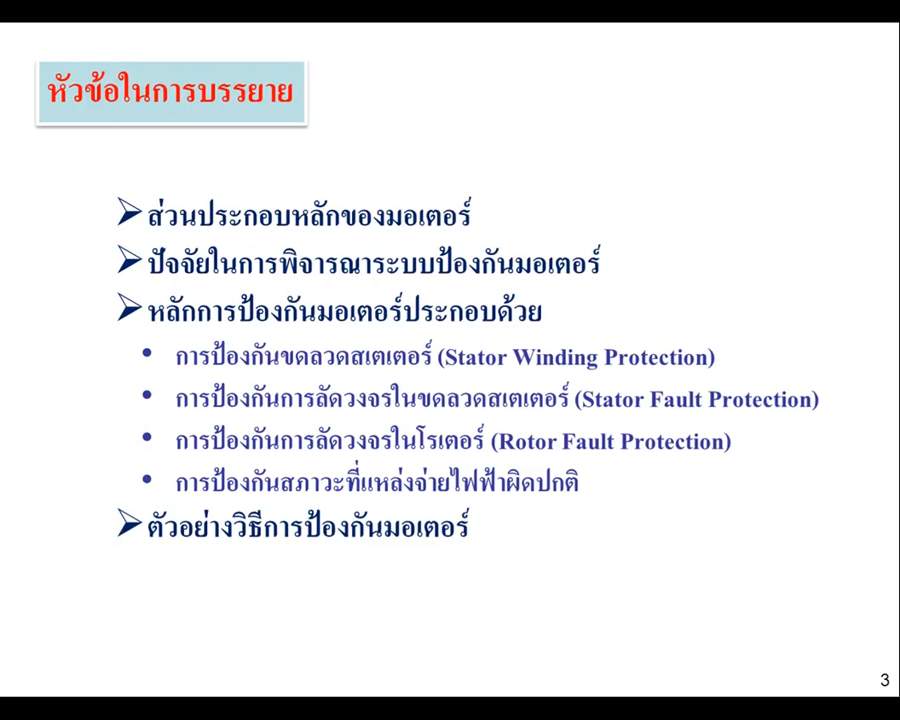 หัวข้อในการบรรยาย
➢ส่วนประกอบหลักของมอเตอร์
➢ปัจจัยในการพิจารณาระบบป้องกันมอเตอร์
➢หลักการป้องกันมอเตอร์ประกอบด้วย
• การป้องกันขดลวดสเตเตอร์ (Stator Winding Protection)
• การป้องกันการลัดวงจรในขดลวดสเตเตอร์ (Stator Fault Protection)
• การป้องกันการลัดวงจรในโรเตอร์ (Rotor Fault Protection)
• การป้องกันสภาวะที่แหล่งจ่ายไฟฟ้าผิดปกติ
➢ตัวอย่างวิธีการป้องกันมอเตอร์
3